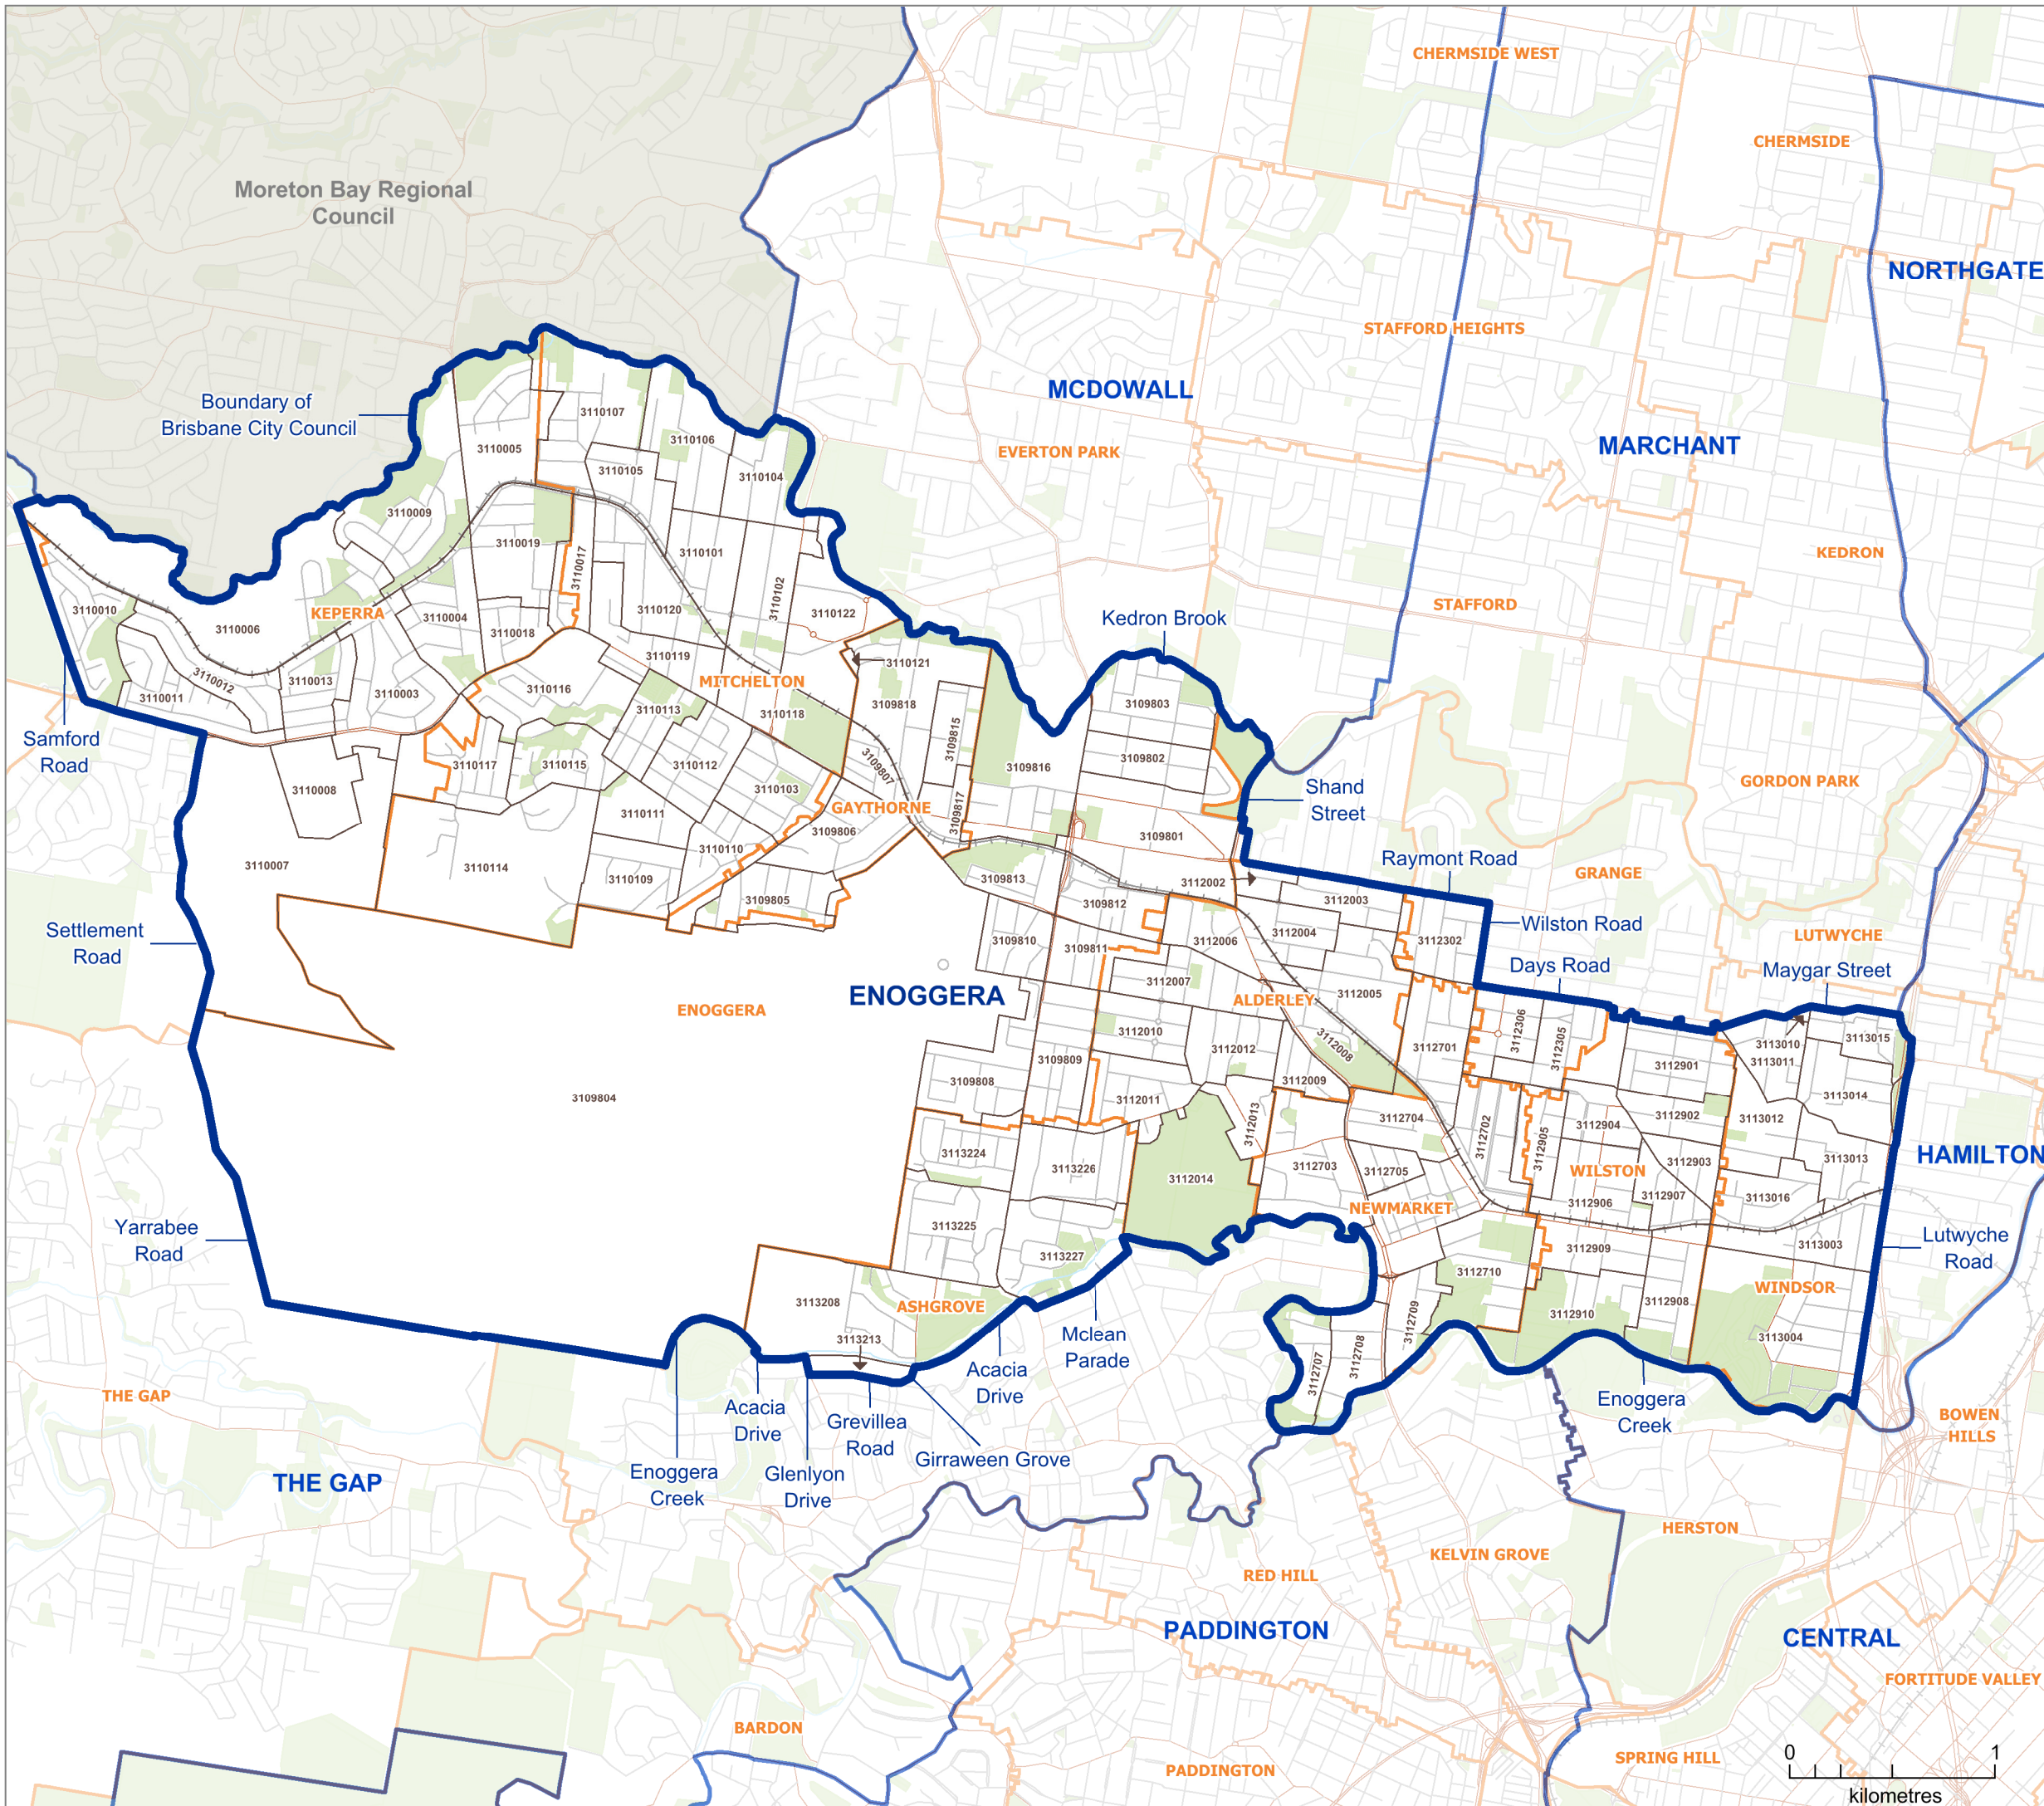 CHERMSIDE WEST
CHERMSIDE
Moreton Bay Regional
Council
NORTHGATE
STAFFORD HEIGHTS
MCDOWALL
Boundary of
Brisbane City Council
MARCHANT
EVERTON PARK
KEDRON
STAFFORD
3110107
3110106
3110005
3110105
3110104
3110009
3110019
3110101
3110017
3110102
3110010
3110006
KEPERRA
3110004
3110018
3110120
3110122
Kedron Brook
3110119
3110121
3110012
3110013
3110011
3110003
3110116
MITCHELTON
3110113
3110118
3109818
3109815
3109803
Samford
Road
3110117
3110115
3110112
3109807
3109816
3109802
3110008
3110103
GAYTHORNE
3109817
Shand
Street
GORDON PARK
3110111
3109806
3109801
3110110
3110007
3110114
3110109
3109805
3109813
3112002
Raymont Road
GRANGE
3109812
3112003
Settlement
Road
3109810
3109811
3112006
3112004
3112302
Wilston Road
LUTWYCHE
3112007
Days Road
Maygar Street
ENOGGERA
ENOGGERA
ALDERLEY
3112005
3112010
3112306
3112305
3113010
3113015
3109809
3112012
3112008
3112701
3113011
3109808
3112009
3112901
3109804
3112011
3113014
3112013
3112704
3112702
3112902
3112904
3113012
3113224
3113226
3112905
HAMILTON
3112703
3112705
WILSTON
3112903
3113013
3112014
3112907
3113016
3112906
NEWMARKET
Yarrabee
Road
3113225
3113227
3112909
3113003
Lutwyche
Road
3112710
WINDSOR
3113208
ASHGROVE
3112709
3112910
3112908
3113213
Mclean
Parade
3112708
3113004
3112707
Acacia
Drive
THE GAP
Acacia
Drive
Grevillea
Road
Enoggera
Creek
BOWEN
HILLS
Girraween Grove
Enoggera
Creek
Glenlyon
Drive
THE GAP
HERSTON
KELVIN GROVE
RED HILL
PADDINGTON
CENTRAL
FORTITUDE VALLEY
BARDON
SPRING HILL
PADDINGTON
0 1
kilometres